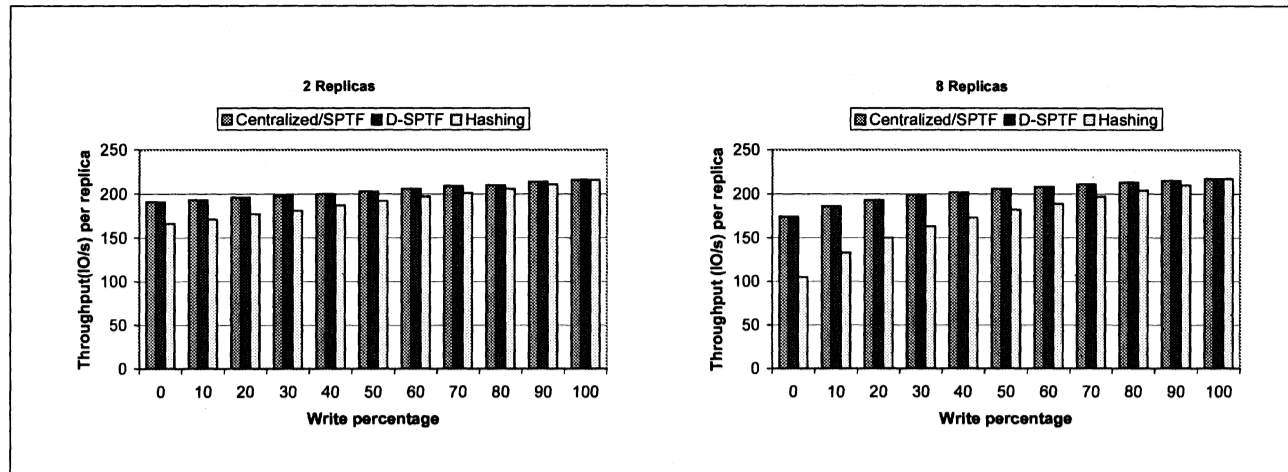 2 Replicas
Centralized/SPTF D-SPTF Hashing
Throughput(IO/s) per replica
250
200
150
100
50
0
0 10 20 30 40 50 60 70 80 90 100
Write percentage
8 Replicas
Centralized/SPTF D-SPTF Hashing
Throughput (IO/s) per replica
250
200
150
100
50
0
0 10 20 30 40 50 60 70 80 90 100
Write percentage